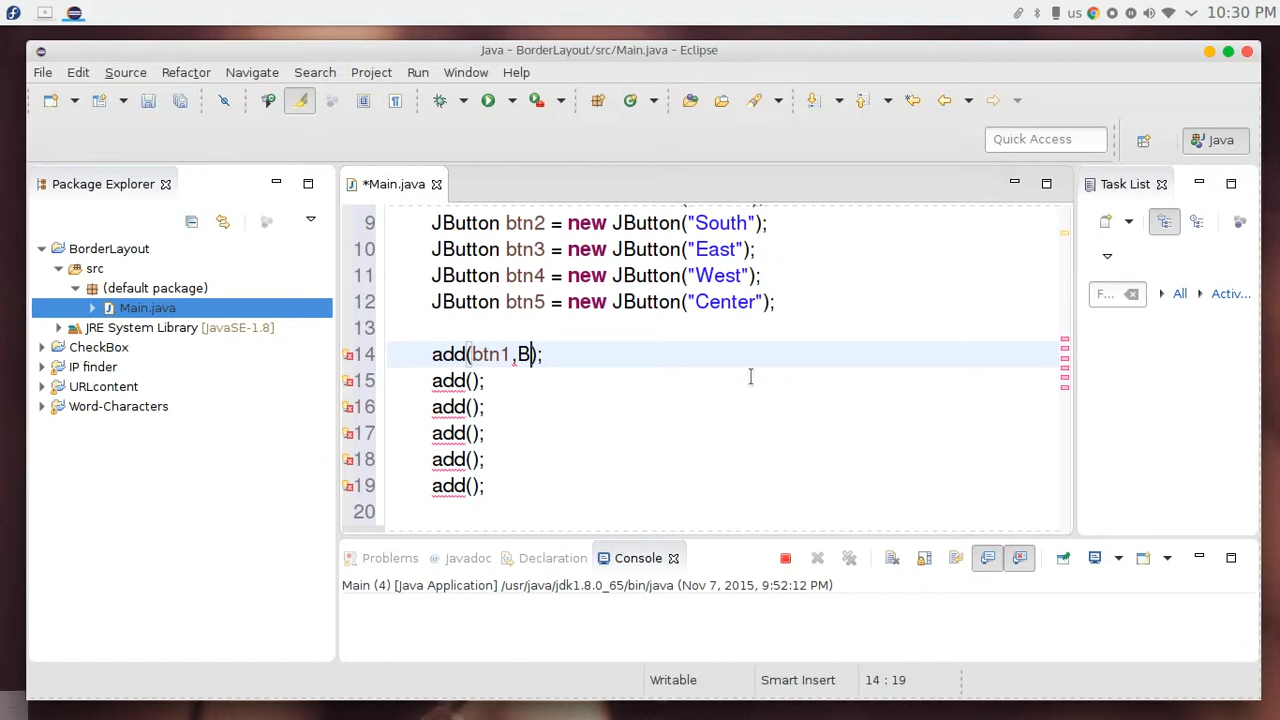 us 10:30 PM
Java - BorderLayout/src/Main.java - Eclipse
File Edit Source Refactor Navigate Search Project Run Window Help
Quick Access
Java
Package Explorer
*Main.java
Task List
BorderLayout
src
(default package)
Main.java
JRE System Library [JavaSE-1.8]
CheckBox
IP finder
URLcontent
Word-Characters
9 JButton btn2 = new JButton("South");
10 JButton btn3 = new JButton("East");
11 JButton btn4 = new JButton("West");
12 JButton btn5 = new JButton("Center");
13
14 add(btn1,B);
15 add();
16 add();
17 add();
18 add();
19 add();
20
F... All Activ...
Problems Javadoc Declaration Console
Main (4) [Java Application] /usr/java/jdk1.8.0_65/bin/java (Nov 7, 2015, 9:52:12 PM)
Writable Smart Insert 14 : 19